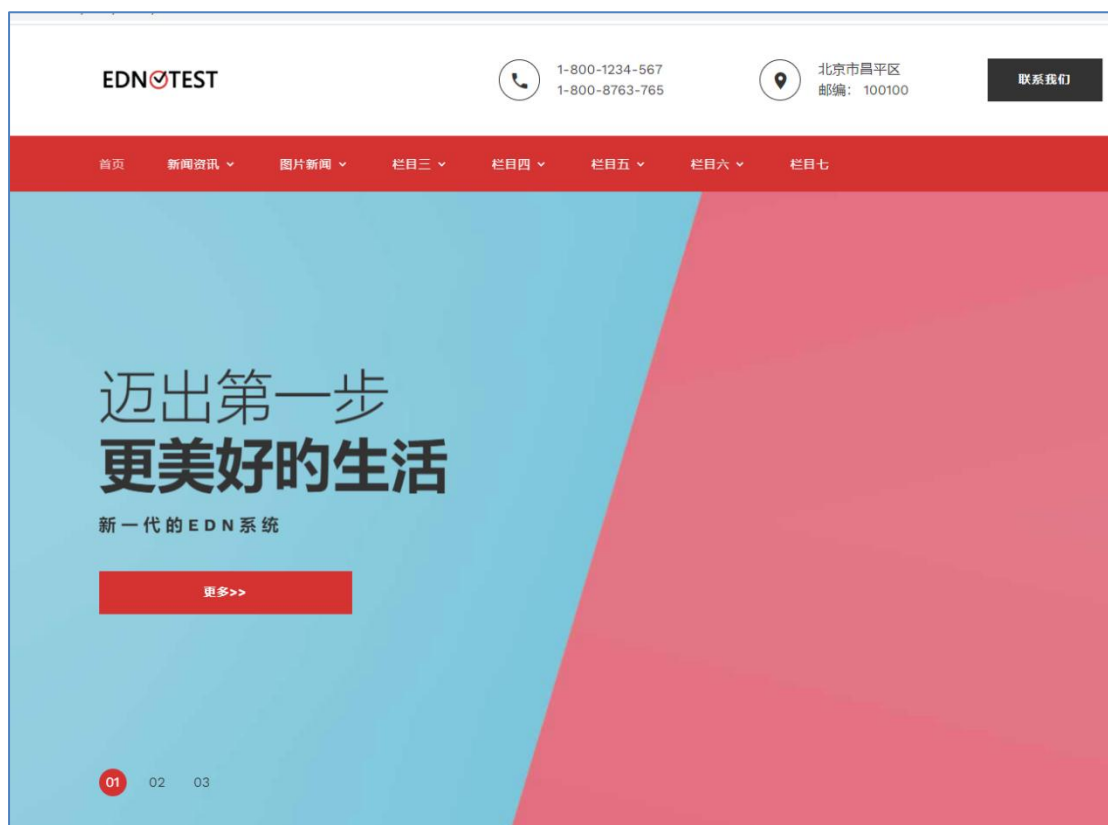 EDNOTEST
1-800-1234-567
1-800-8763-765
北京市昌平区
邮编： 100100
联系我们
首页 新闻资讯 图片新闻 栏目三 栏目四 栏目五 栏目六 栏目七
迈出第一步
更美好的生活
新一代的EDN系统
更多>>
01 02 03